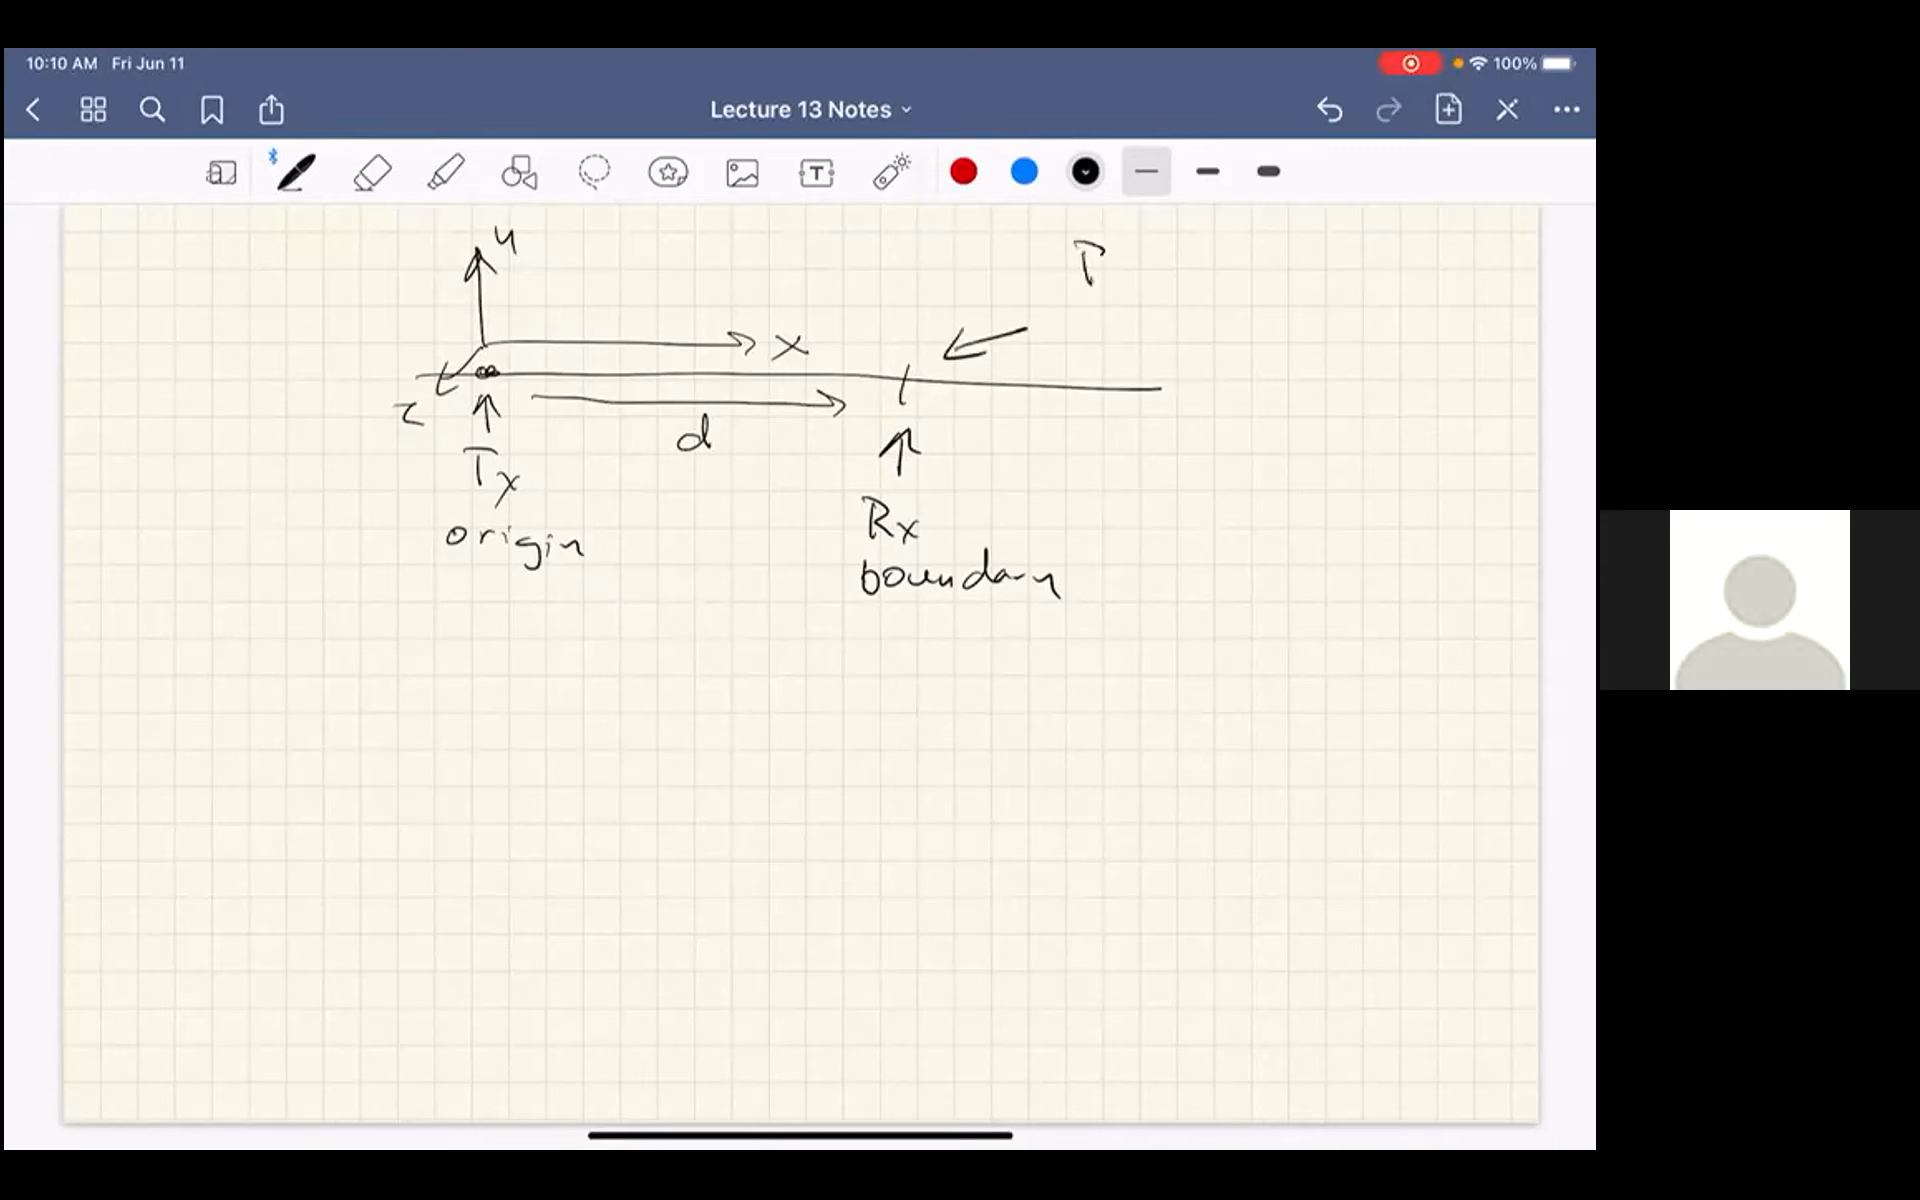 10:10 AM Fri Jun 11
100%
Lecture 13 Notes
T
y
x
z
d
Tx
origin
Rx
boundary